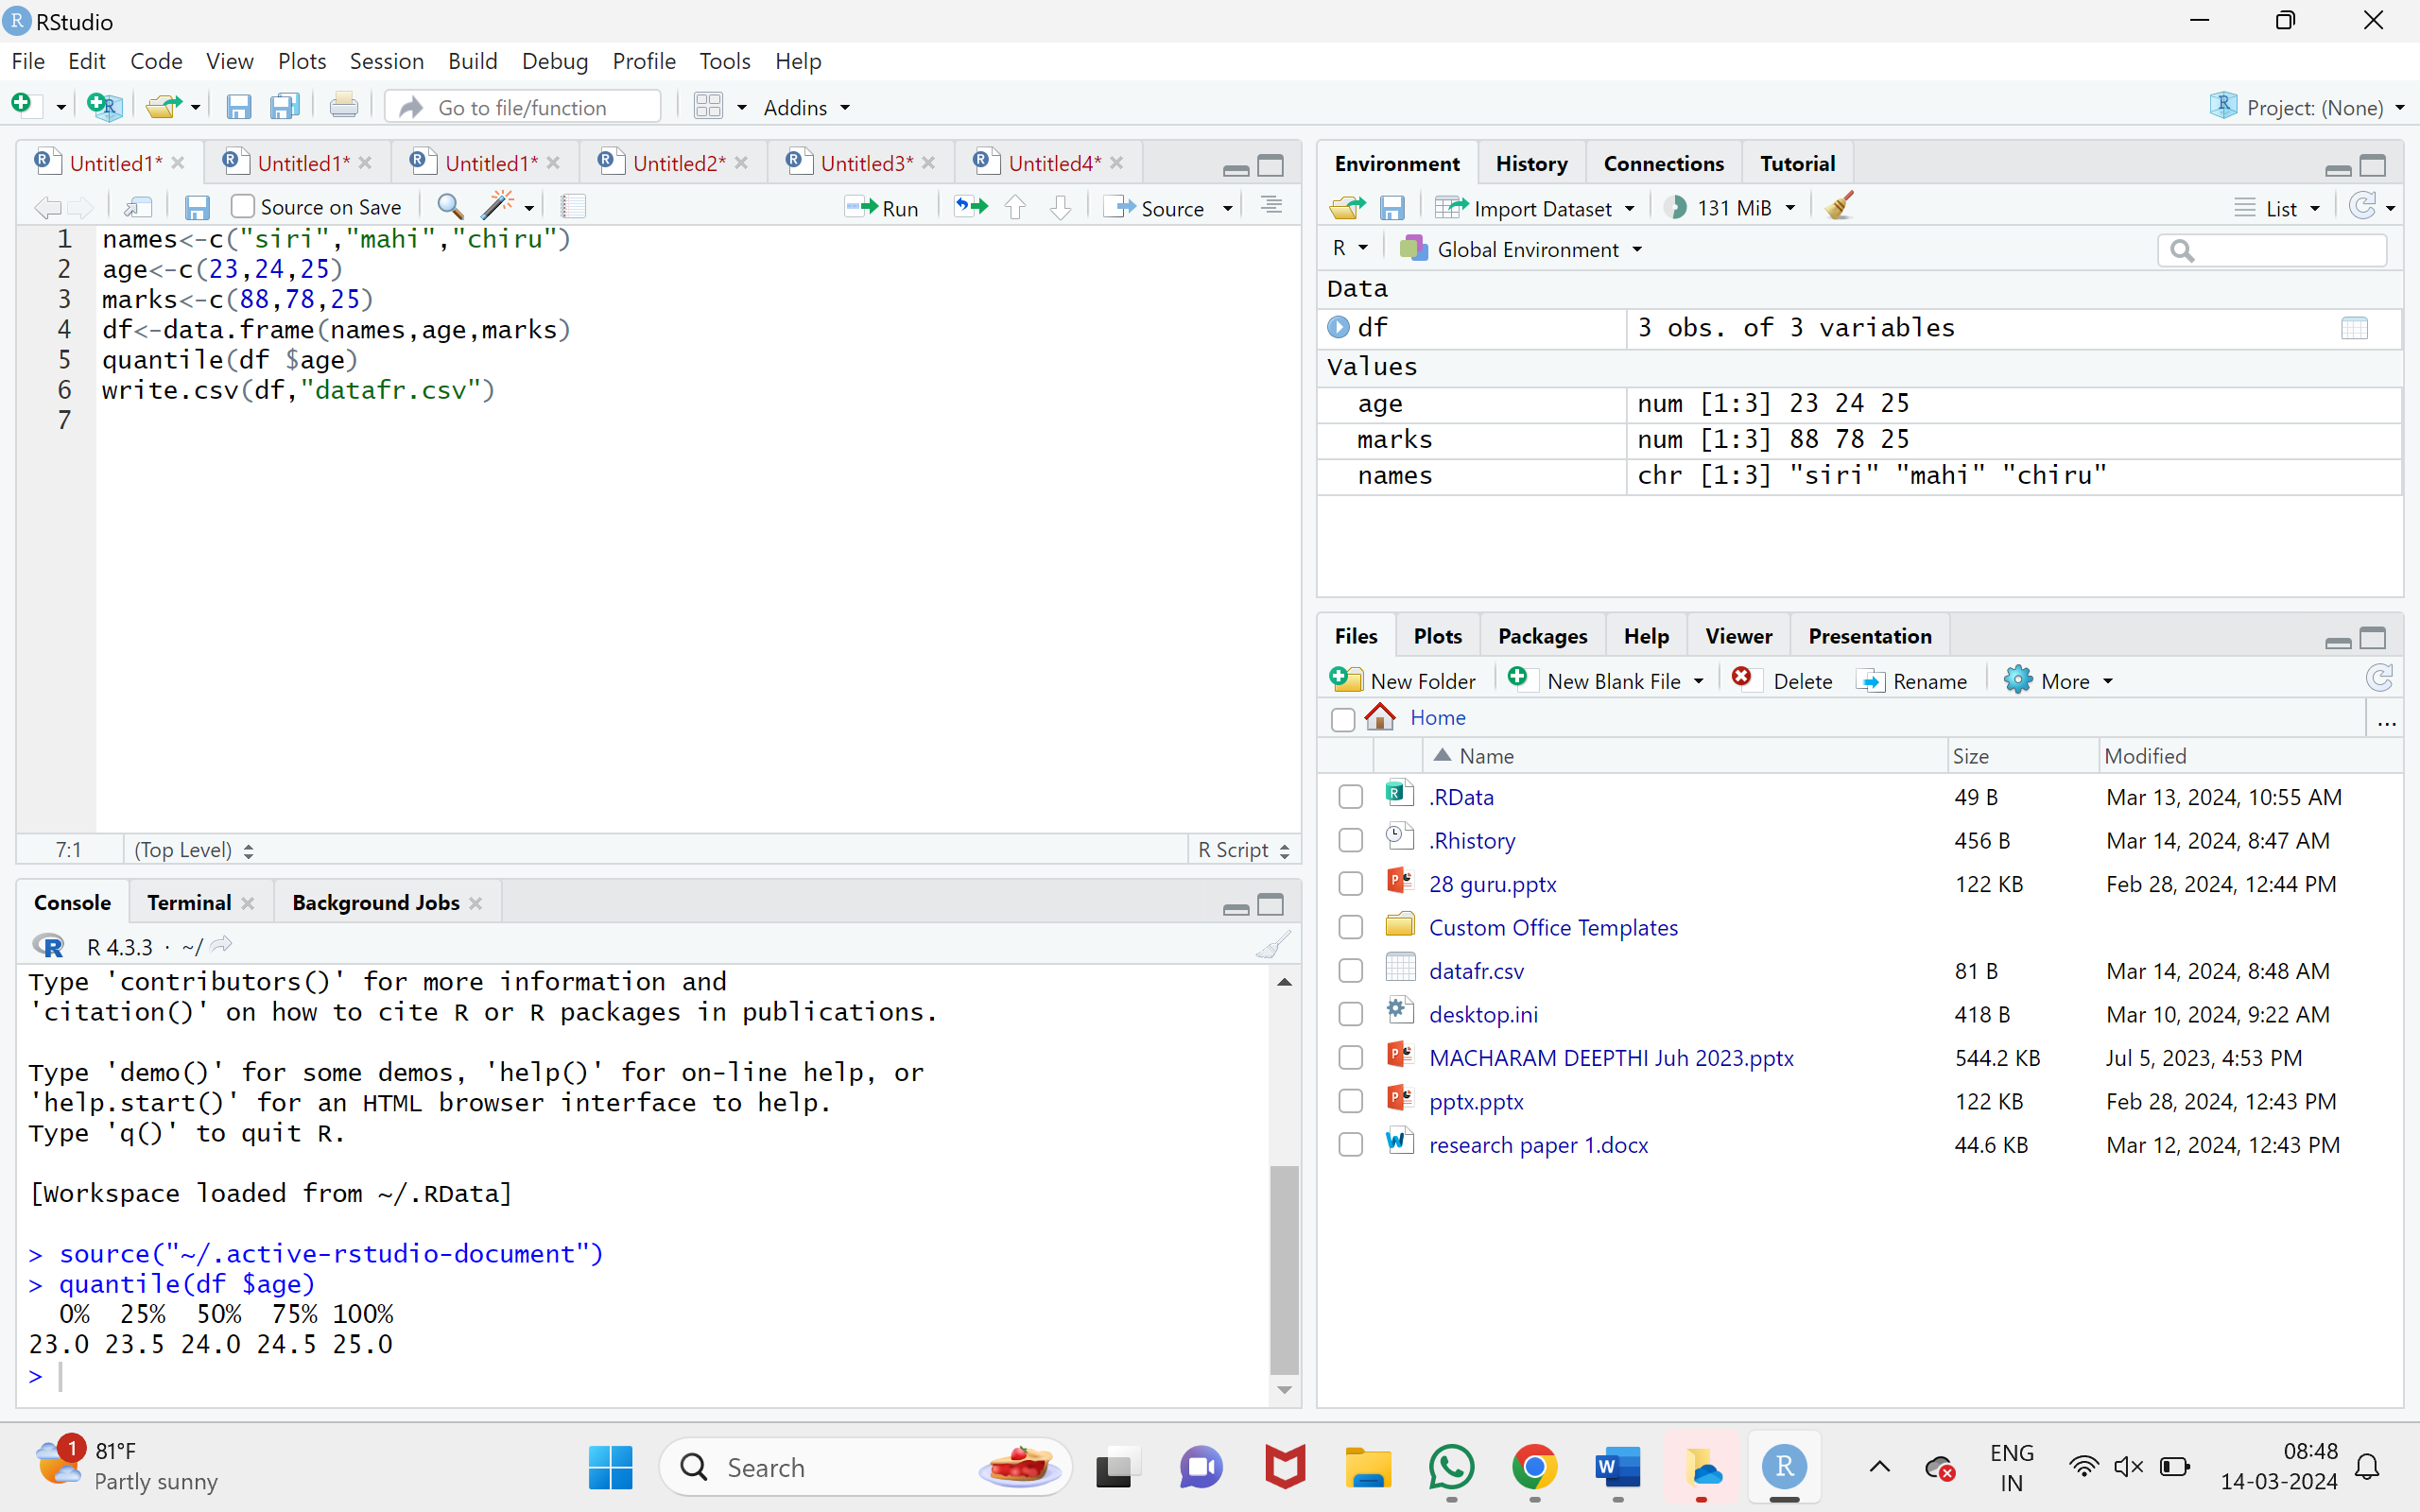 RStudio
File Edit Code View Plots Session Build Debug Profile Tools Help
Go to file/function Addins Project: (None)
Untitled1* Untitled1* Untitled1* Untitled2* Untitled3* Untitled4*
Source on Save Run Source
1 names<-c("siri","mahi","chiru")
2 age<-c(23,24,25)
3 marks<-c(88,78,25)
4 df<-data.frame(names,age,marks)
5 quantile(df $age)
6 write.csv(df,"datafr.csv")
7
7:1 (Top Level) R Script
Console Terminal Background Jobs
R 4.3.3 · ~/
Type 'contributors()' for more information and
'citation()' on how to cite R or R packages in publications.
Type 'demo()' for some demos, 'help()' for on-line help, or
'help.start()' for an HTML browser interface to help.
Type 'q()' to quit R.
[Workspace loaded from ~/.RData]
> source("~/.active-rstudio-document")
> quantile(df $age)
0% 25% 50% 75% 100%
23.0 23.5 24.0 24.5 25.0
>
Environment History Connections Tutorial
Import Dataset 131 MiB List
R Global Environment
Data
df 3 obs. of 3 variables
Values
age num [1:3] 23 24 25
marks num [1:3] 88 78 25
names chr [1:3] "siri" "mahi" "chiru"
Files Plots Packages Help Viewer Presentation
New Folder New Blank File Delete Rename More
Home ...
Name Size Modified
.RData 49 B Mar 13, 2024, 10:55 AM
.Rhistory 456 B Mar 14, 2024, 8:47 AM
28 guru.pptx 122 KB Feb 28, 2024, 12:44 PM
Custom Office Templates
datafr.csv 81 B Mar 14, 2024, 8:48 AM
desktop.ini 418 B Mar 10, 2024, 9:22 AM
MACHARAM DEEPTHI Juh 2023.pptx 544.2 KB Jul 5, 2023, 4:53 PM
pptx.pptx 122 KB Feb 28, 2024, 12:43 PM
research paper 1.docx 44.6 KB Mar 12, 2024, 12:43 PM
1 81°F
Partly sunny
Search
ENG
IN
08:48
14-03-2024